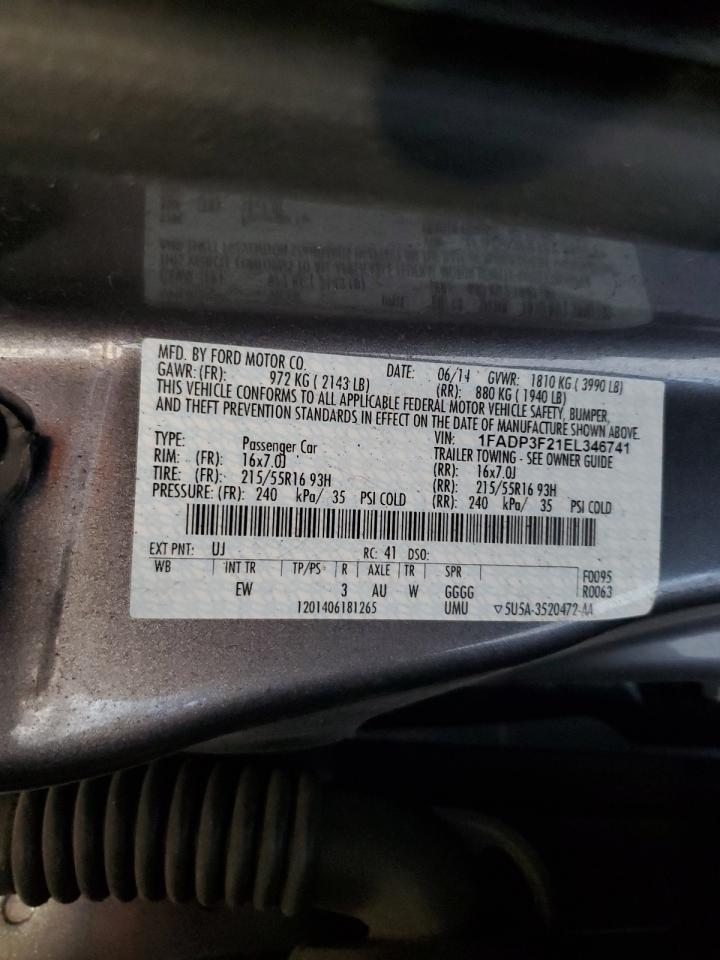 MFD. BY FORD MOTOR CO. DATE: 06/14 GVWR: 1810 KG ( 3990 LB)
GAWR: (FR): 972 KG ( 2143 LB) (RR): 880 KG ( 1940 LB)
THIS VEHICLE CONFORMS TO ALL APPLICABLE FEDERAL MOTOR VEHICLE SAFETY, BUMPER,
AND THEFT PREVENTION STANDARDS IN EFFECT ON THE DATE OF MANUFACTURE SHOWN ABOVE.
VIN: 1FADP3F21EL346741
TYPE: Passenger Car TRAILER TOWING - SEE OWNER GUIDE
RIM: (FR): 16x7.0J (RR): 16x7.0J
TIRE: (FR): 215/55R16 93H (RR): 215/55R16 93H
PRESSURE: (FR): 240 kPa/ 35 PSI COLD (RR): 240 kPa/ 35 PSI COLD
EXT PNT: UJ RC: 41 DSO:
WB INT TR TP/PS R AXLE TR SPR F0095
EW 3 AU W GGGG R0063
1201406181265 UMU ▽5U5A-3520472-AA